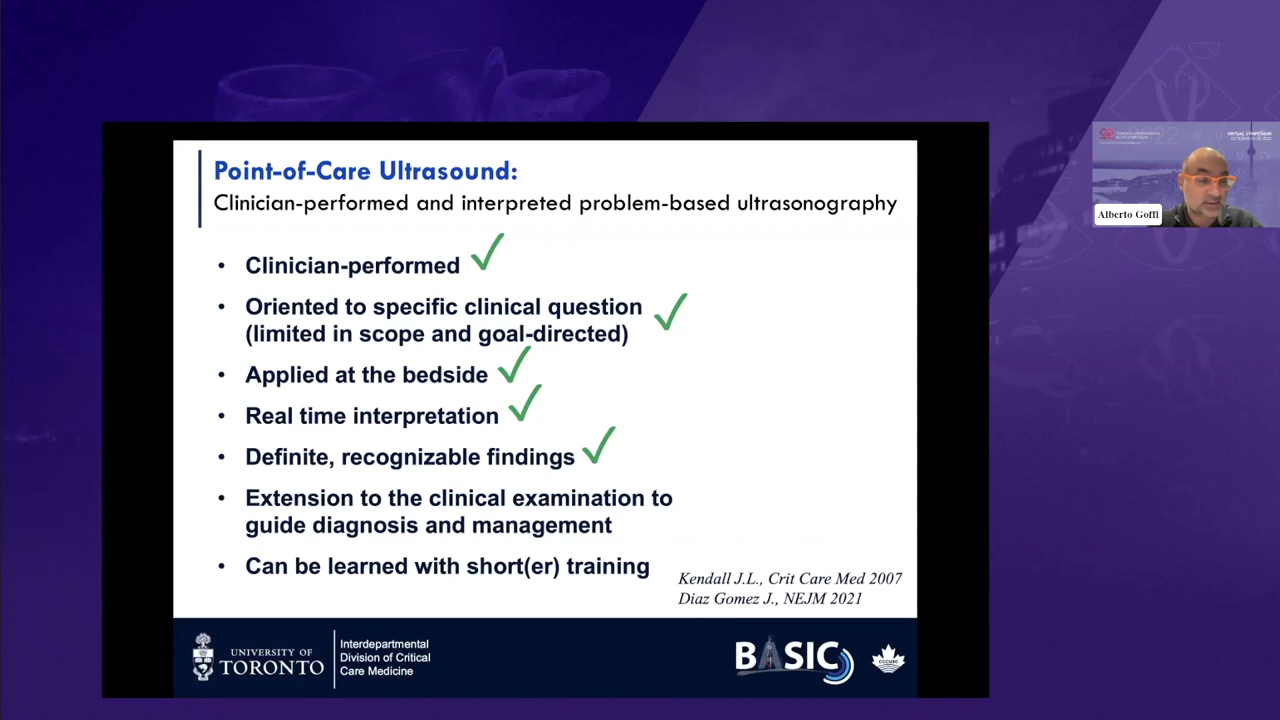 Point-of-Care Ultrasound:
Clinician-performed and interpreted problem-based ultrasonography
• Clinician-performed
• Oriented to specific clinical question
(limited in scope and goal-directed)
• Applied at the bedside
• Real time interpretation
• Definite, recognizable findings
• Extension to the clinical examination to
guide diagnosis and management
• Can be learned with short(er) training
Kendall J.L., Crit Care Med 2007
Diaz Gomez J., NEJM 2021
UNIVERSITY OF
TORONTO
Interdepartmental
Division of Critical
Care Medicine
BASIC
CCCUSG
VIRTUAL SYMPOSIUM
Alberto Goffi